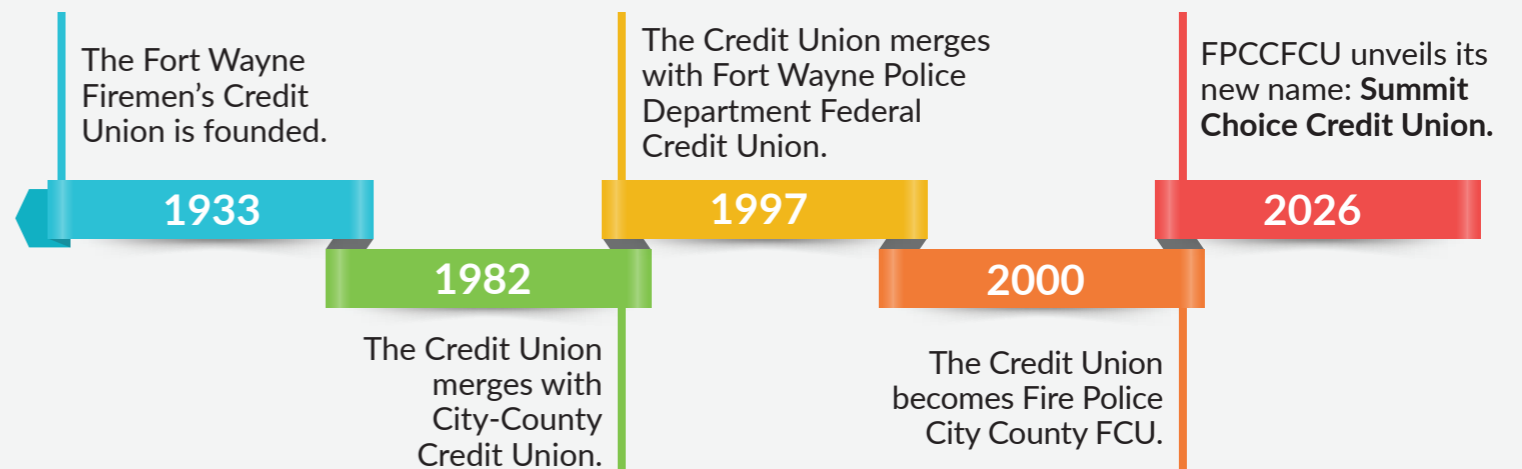 The Fort Wayne
Firemen’s Credit
Union is founded.
1933
1982
The Credit Union
merges with
City-County
Credit Union.
The Credit Union merges
with Fort Wayne Police
Department Federal
Credit Union.
1997
2000
The Credit Union
becomes Fire Police
City County FCU.
FPCCFCU unveils its
new name: Summit
Choice Credit Union.
2026